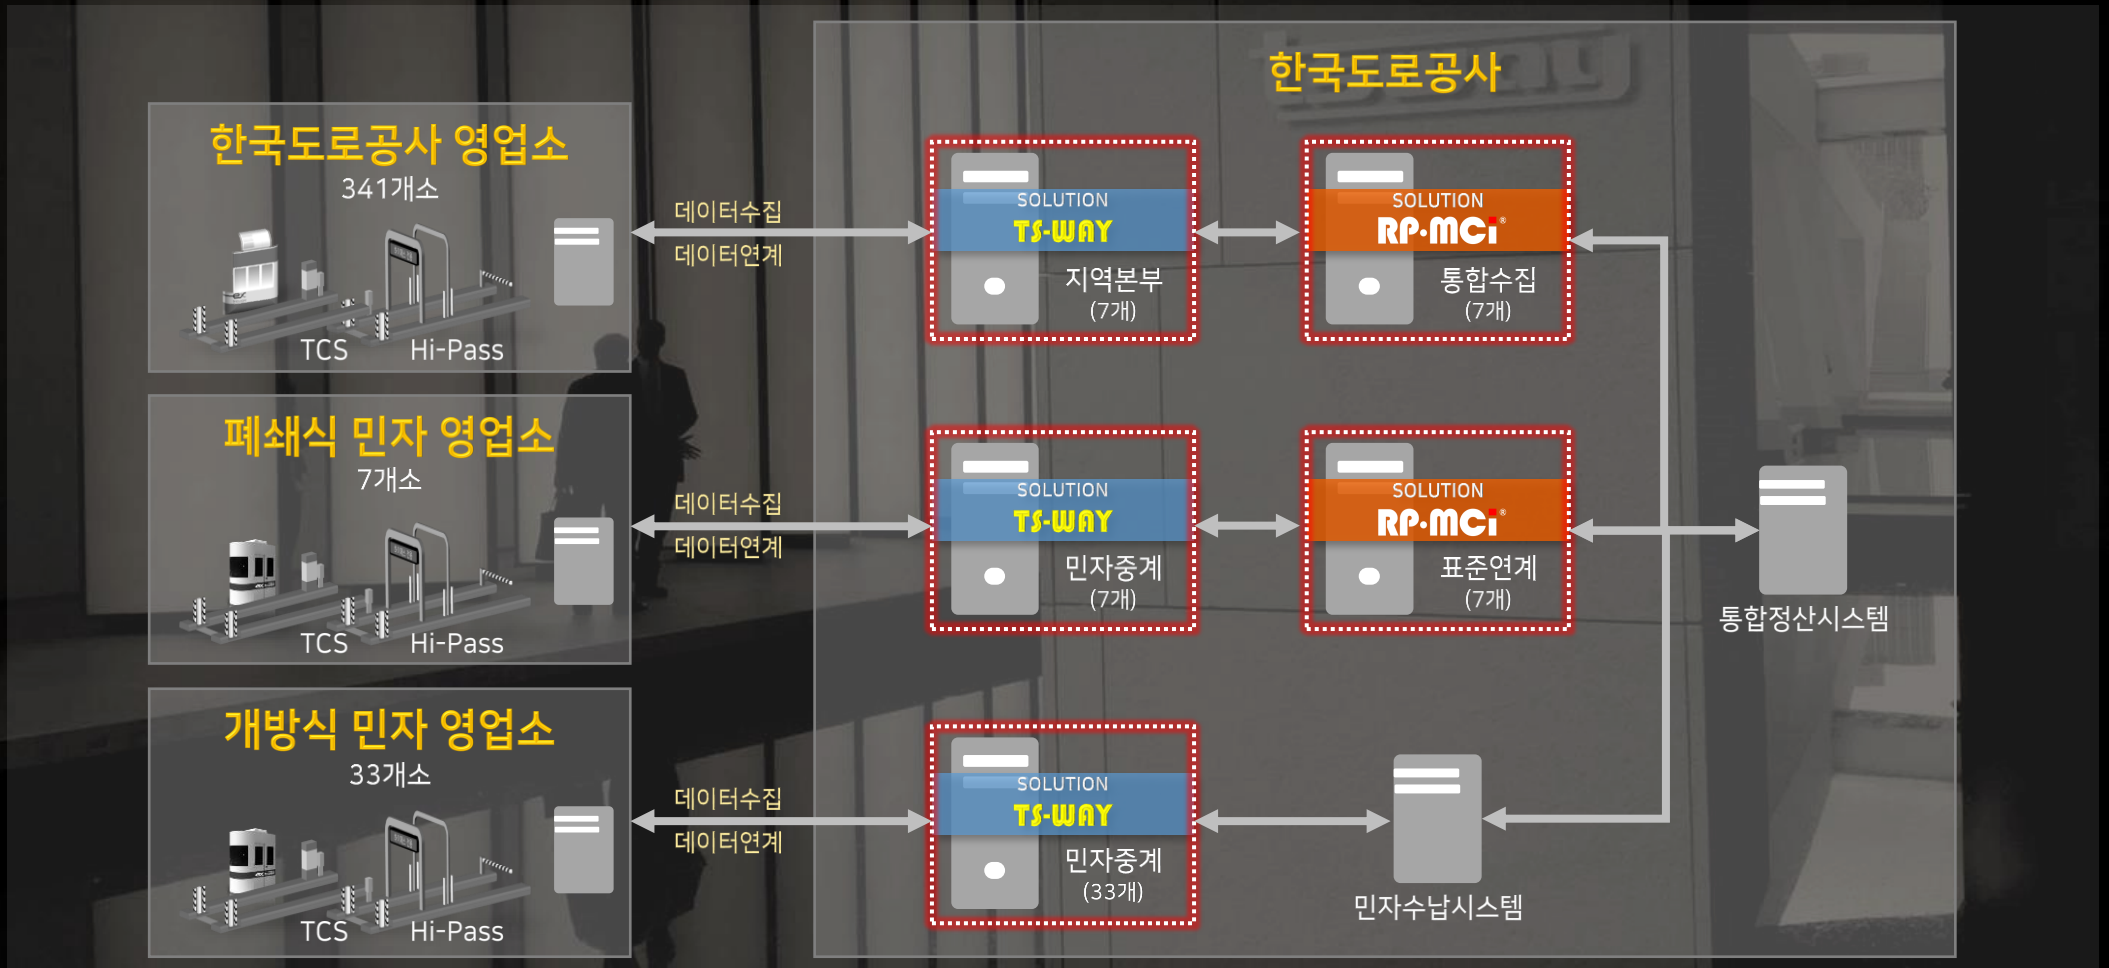 한국도로공사
한국도로공사 영업소
341개소
TCS
Hi-Pass
데이터수집
데이터연계
SOLUTION
TS-WAY
지역본부
(7개)
SOLUTION
RP·MCi®
통합수집
(7개)
폐쇄식 민자 영업소
7개소
TCS
Hi-Pass
데이터수집
데이터연계
SOLUTION
TS-WAY
민자중계
(7개)
SOLUTION
RP·MCi®
표준연계
(7개)
통합정산시스템
개방식 민자 영업소
33개소
TCS
Hi-Pass
데이터수집
데이터연계
SOLUTION
TS-WAY
민자중계
(33개)
민자수납시스템